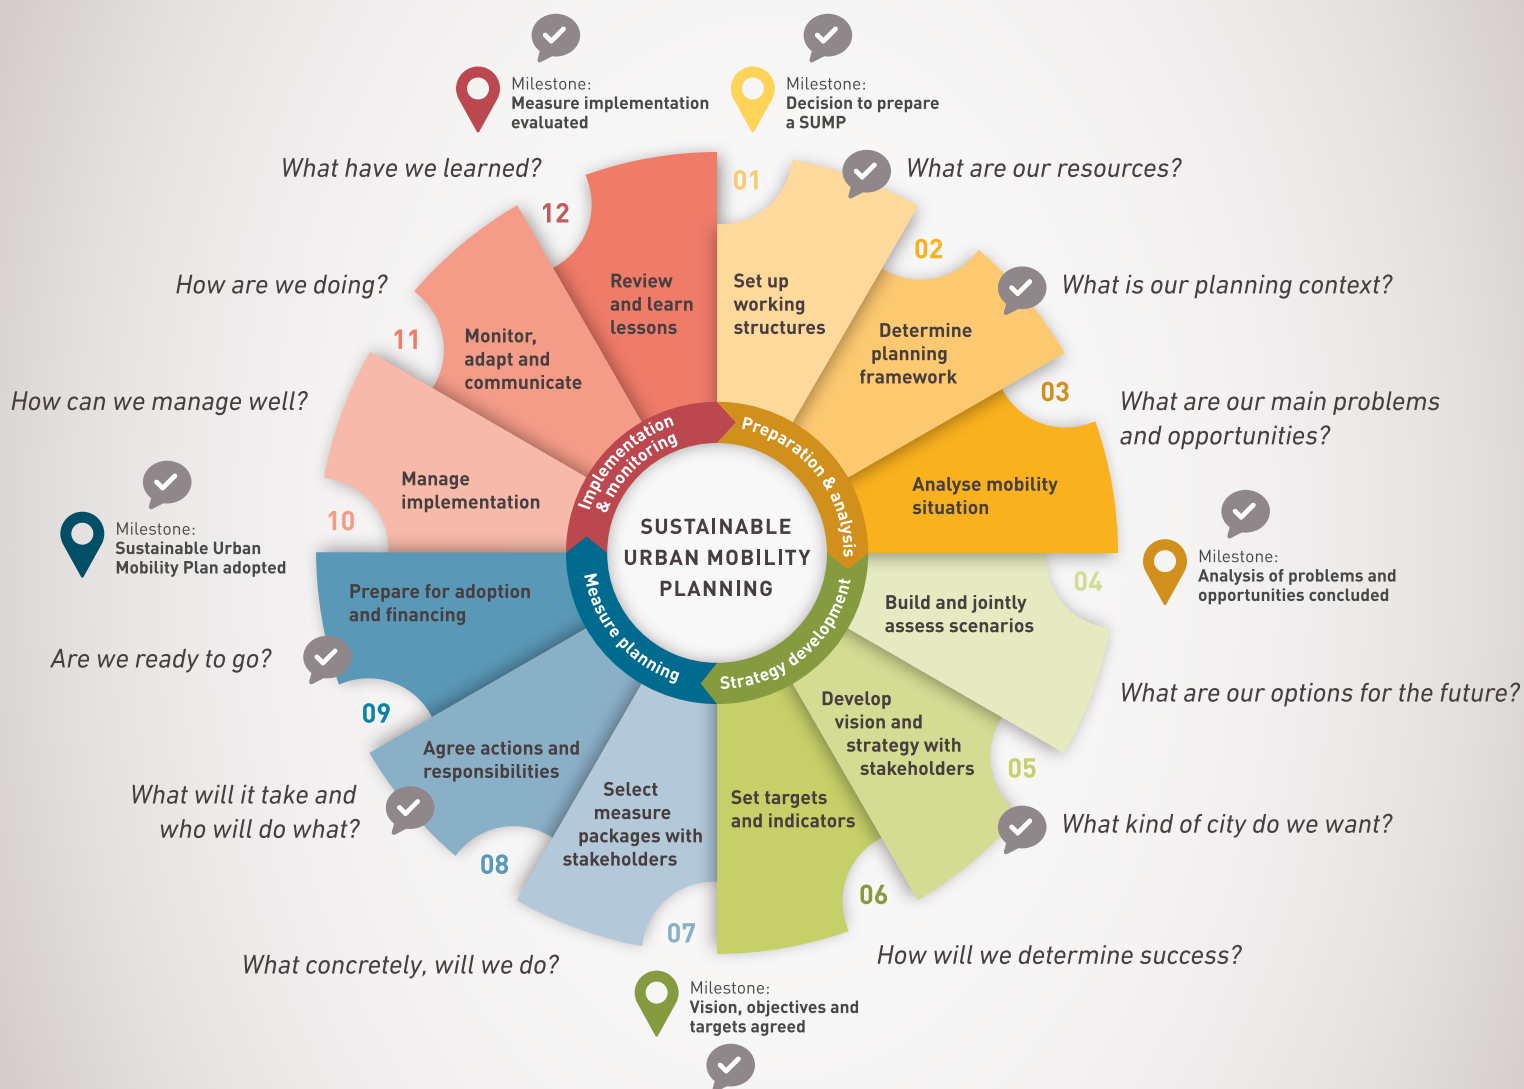 Milestone:
Measure implementation
evaluated
Milestone:
Decision to prepare
a SUMP
What have we learned?
What are our resources?
How are we doing?
What is our planning context?
How can we manage well?
What are our main problems
and opportunities?
01
Set up
working
structures
02
Determine
planning
framework
03
Analyse mobility
situation
Milestone:
Analysis of problems and
opportunities concluded
04
Build and jointly
assess scenarios
What are our options for the future?
05
Develop
vision and
strategy with
stakeholders
What kind of city do we want?
06
Set targets
and indicators
How will we determine success?
Milestone:
Vision, objectives and
targets agreed
07
Select
measure
packages with
stakeholders
What concretely, will we do?
08
Agree actions and
responsibilities
What will it take and
who will do what?
09
Prepare for adoption
and financing
Are we ready to go?
Milestone:
Sustainable Urban
Mobility Plan adopted
10
Manage
implementation
11
Monitor,
adapt and
communicate
12
Review
and learn
lessons
Preparation & analysis
Strategy development
Measure planning
Implementation
& monitoring
SUSTAINABLE
URBAN MOBILITY
PLANNING